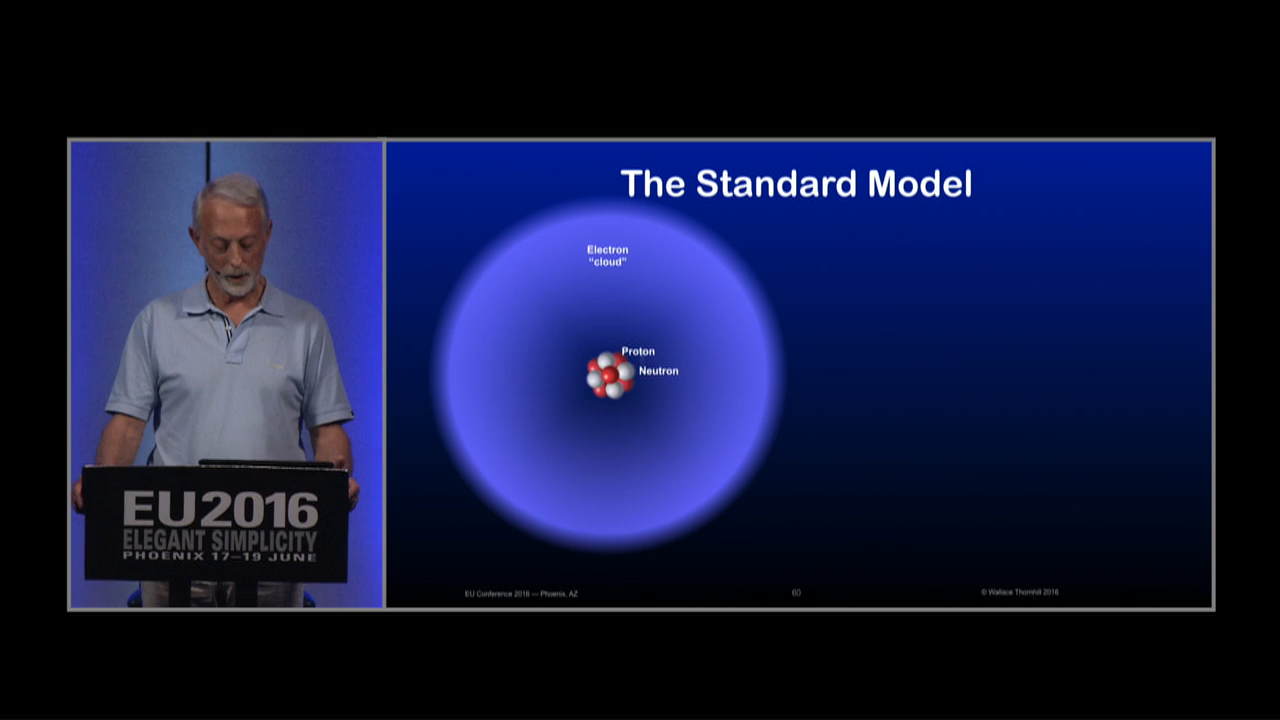 The Standard Model
Electron
"cloud"
Proton
Neutron
EU2016
ELEGANT SIMPLICITY
PHOENIX 17–19 JUNE
EU Conference 2016 — Phoenix, AZ
60
© Wallace Thornhill 2016